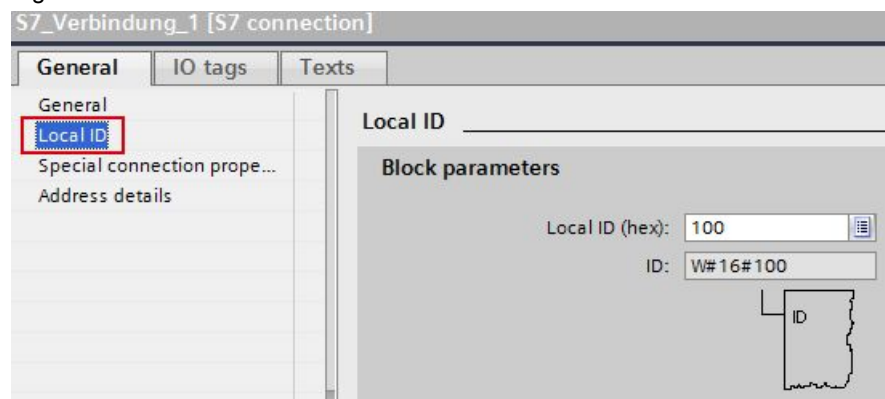 S7_Verbindung_1 [S7 connection]
General IO tags Texts
General
Local ID
Special connection prope...
Address details
Local ID
Block parameters
Local ID (hex): 100
ID: W#16#100
ID